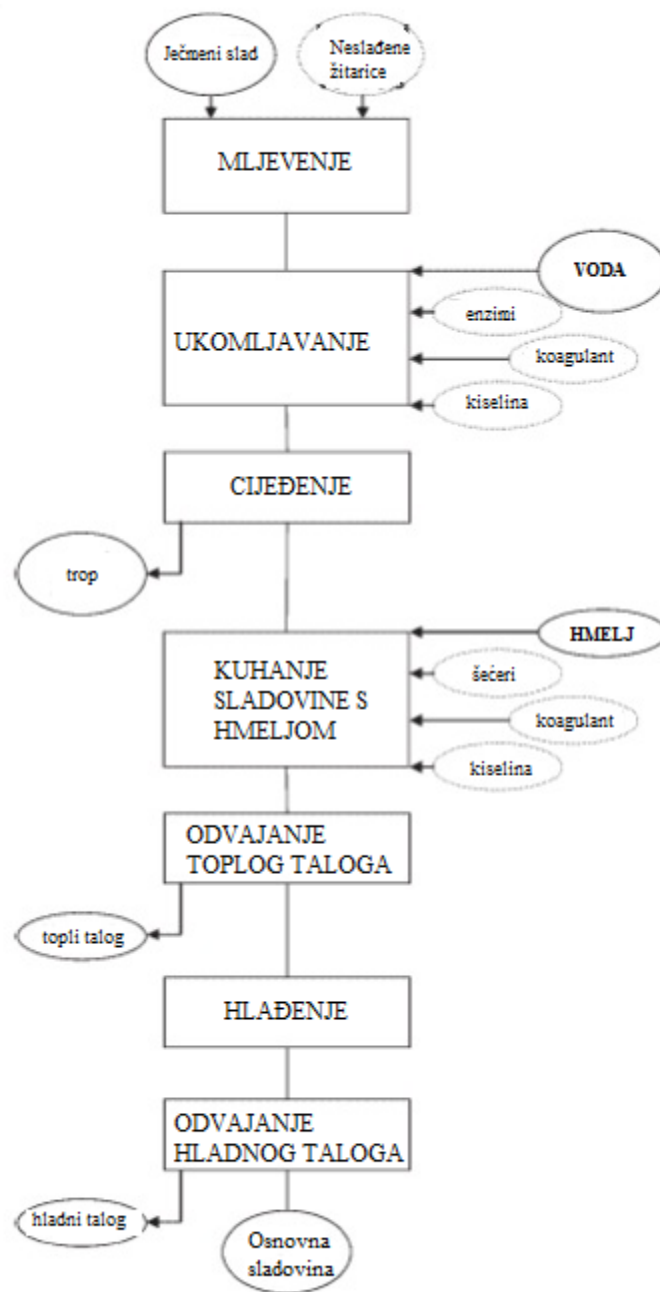 Ječmeni slad
Neslađene
žitarice
MLJEVENJE
VODA
enzimi
UKOMLJAVANJE
koagulant
kiselina
CIJEĐENJE
trop
HMELJ
KUHANJE
SLADOVINE S
HMELJOM
šećeri
koagulant
kiselina
ODVAJANJE
TOPLOG TALOGA
topli talog
HLAĐENJE
ODVAJANJE
HLADNOG TALOGA
hladni talog
Osnovna
sladovina